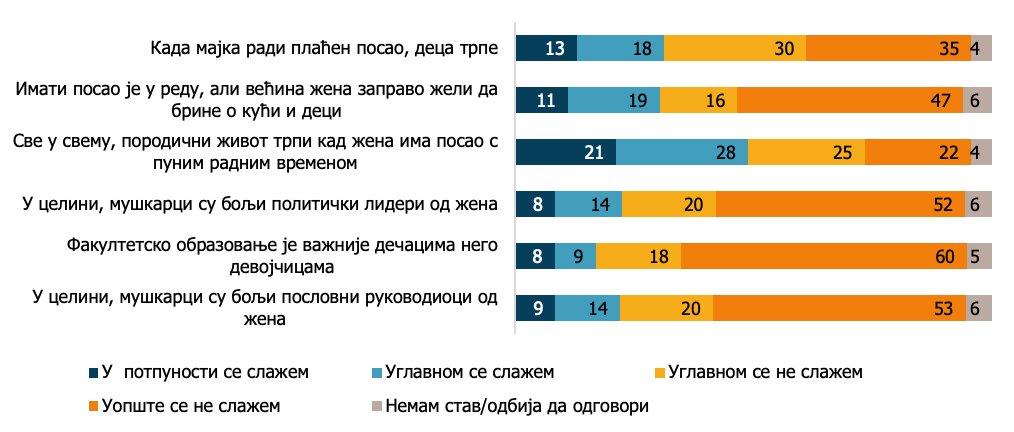 Када мајка ради плаћен посао, деца трпе
13 18 30 35 4
Имати посао је у реду, али већина жена заправо жели да
брине о кући и деци
11 19 16 47 6
Све у свему, породични живот трпи кад жена има посао с
пуним радним временом
21 28 25 22 4
У целини, мушкарци су бољи политички лидери од жена
8 14 20 52 6
Факултетско образовање је важније дечацима него
девојчицама
8 9 18 60 5
У целини, мушкарци су бољи пословни руководиоци од
жена
9 14 20 53 6
У потпуности се слажем Углавном се слажем Углавном се не слажем
Уопште се не слажем Немам став/одбија да одговори